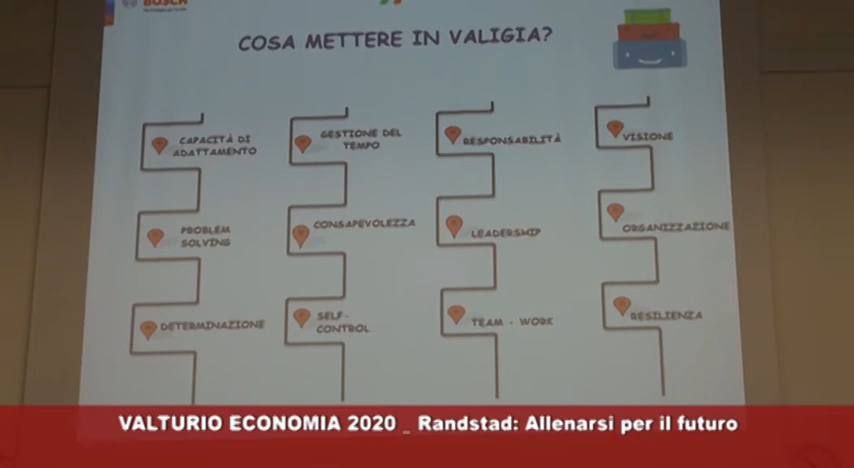 BOSCH
COSA METTERE IN VALIGIA?
CAPACITÀ DI
ADATTAMENTO
GESTIONE DEL
TEMPO
RESPONSABILITÀ
VISIONE
PROBLEM
SOLVING
CONSAPEVOLEZZA
LEADERSHIP
ORGANIZZAZIONE
DETERMINAZIONE
SELF-
CONTROL
TEAM - WORK
RESILIENZA
VALTURIO ECONOMIA 2020 _ Randstad: Allenarsi per il futuro